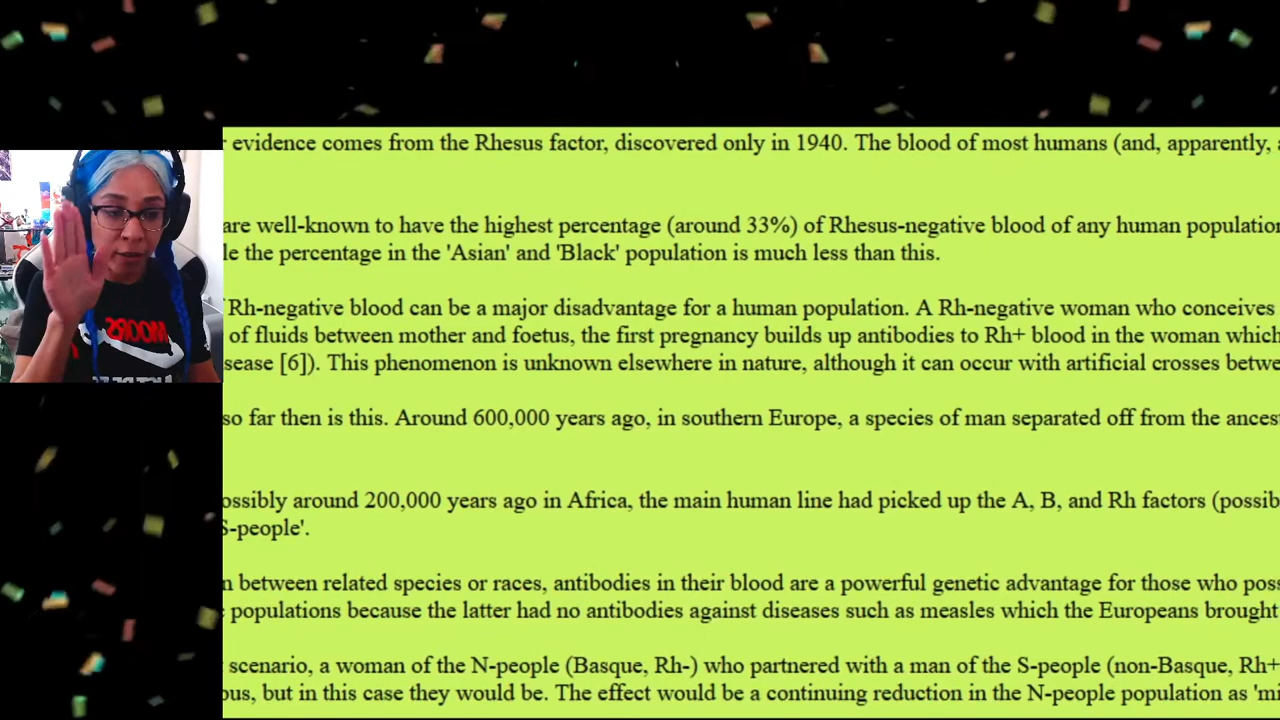 evidence comes from the Rhesus factor, discovered only in 1940. The blood of most humans (and, apparently,
are well-known to have the highest percentage (around 33%) of Rhesus-negative blood of any human
the percentage in the 'Asian' and 'Black' population is much less than this.
Rh-negative blood can be a major disadvantage for a human population. A Rh-negative woman who conceives
of fluids between mother and foetus, the first pregnancy builds up antibodies to Rh+ blood in the woman which
[6]). This phenomenon is unknown elsewhere in nature, although it can occur with artificial crosses
so far then is this. Around 600,000 years ago, in southern Europe, a species of man separated off from the
around 200,000 years ago in Africa, the main human line had picked up the A, B, and Rh factors
S-people'.
between related species or races, antibodies in their blood are a powerful genetic advantage for those who
populations because the latter had no antibodies against diseases such as measles which the Europeans brought
scenario, a woman of the N-people (Basque, Rh-) who partnered with a man of the S-people (non-Basque, Rh+
but in this case they would be. The effect would be a continuing reduction in the N-people population as